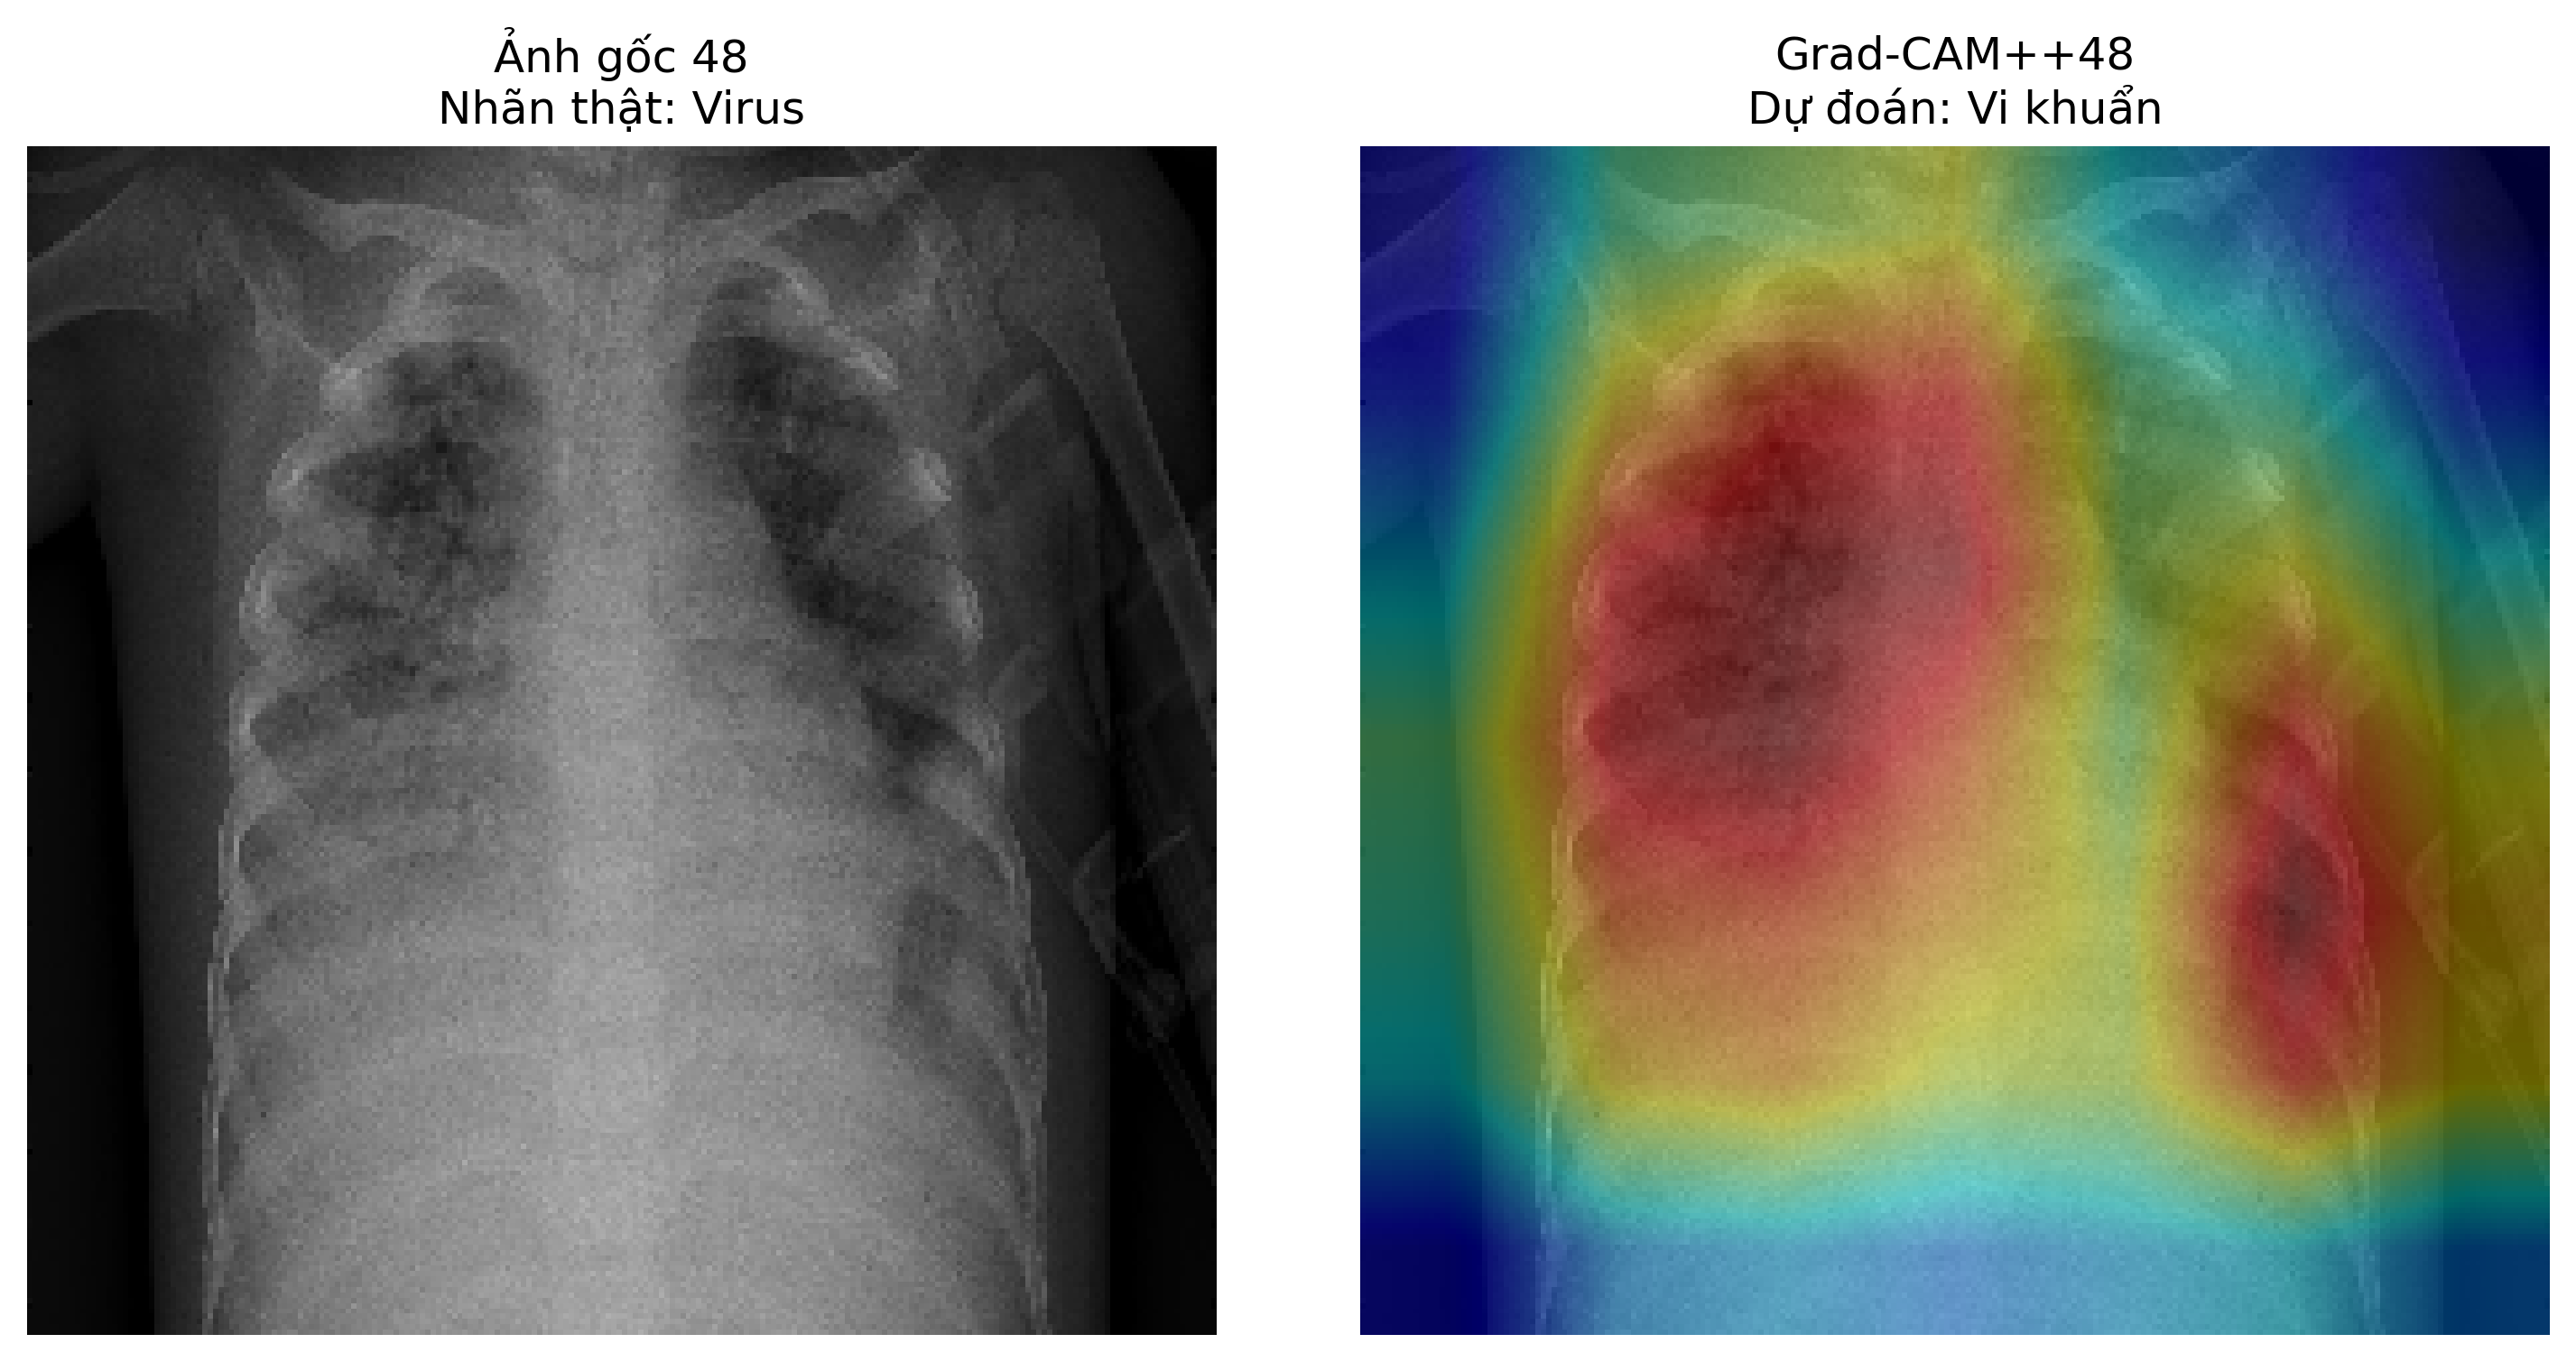 Ảnh gốc 48
Nhãn thật: Virus
Grad-CAM++48
Dự đoán: Vi khuẩn